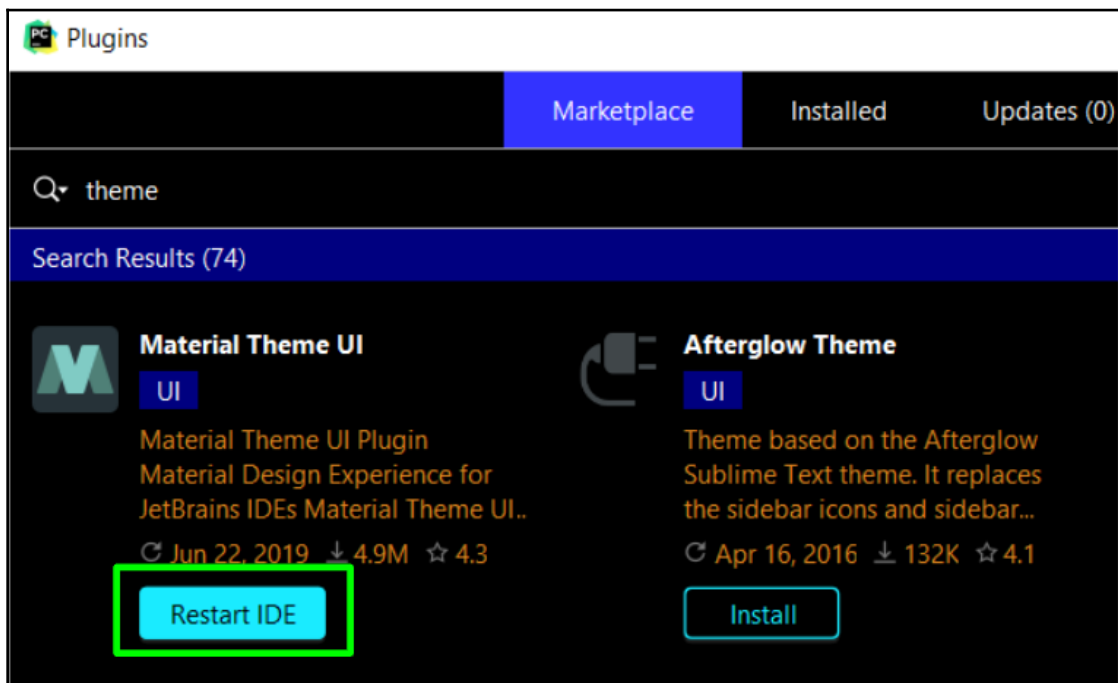 PC
Plugins
Marketplace Installed Updates (0)
theme
Search Results (74)
Material Theme UI
UI
Material Theme UI Plugin
Material Design Experience for
JetBrains IDEs Material Theme UI..
Jun 22, 2019 4.9M 4.3
Restart IDE
Afterglow Theme
UI
Theme based on the Afterglow
Sublime Text theme. It replaces
the sidebar icons and sidebar...
Apr 16, 2016 132K 4.1
Install